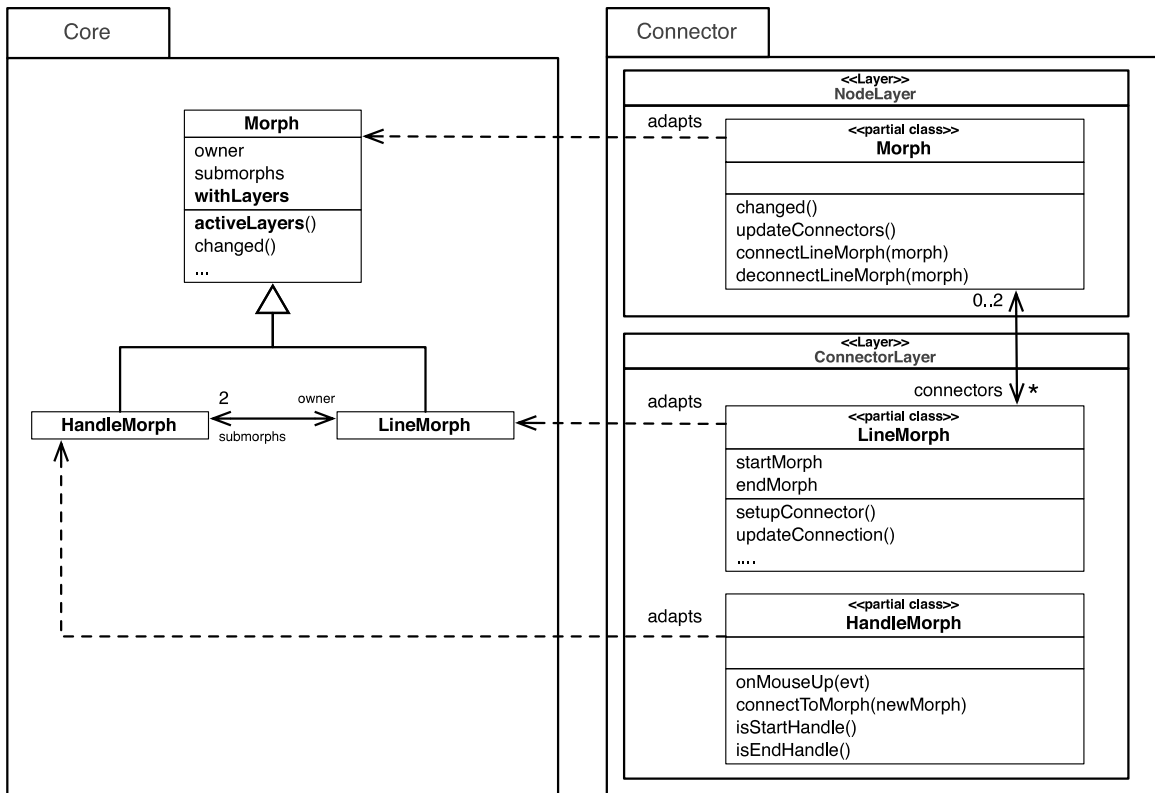 Core
Morph
owner
submorphs
withLayers
activeLayers()
changed()
...
2
owner
HandleMorph
LineMorph
submorphs
Connector
<<Layer>>
NodeLayer
adapts
<<partial class>>
Morph
changed()
updateConnectors()
connectLineMorph(morph)
deconnectLineMorph(morph)
0..2
<<Layer>>
ConnectorLayer
connectors *
adapts
<<partial class>>
LineMorph
startMorph
endMorph
setupConnector()
updateConnection()
....
adapts
<<partial class>>
HandleMorph
onMouseUp(evt)
connectToMorph(newMorph)
isStartHandle()
isEndHandle()